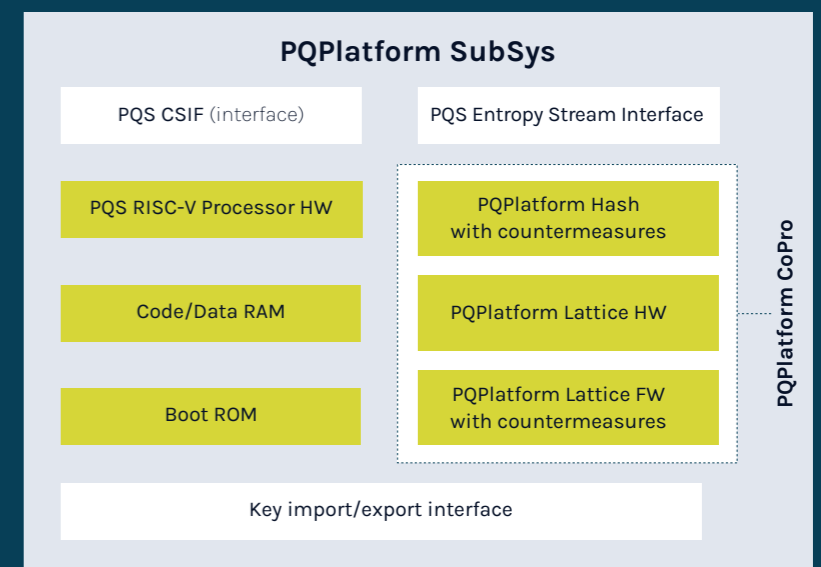 PQPlatform SubSys
PQS CSIF (interface)
PQS Entropy Stream Interface
PQS RISC-V Processor HW
PQPlatform Hash
with countermeasures
Code/Data RAM
PQPlatform Lattice HW
Boot ROM
PQPlatform Lattice FW
with countermeasures
PQPlatform CoPro
Key import/export interface